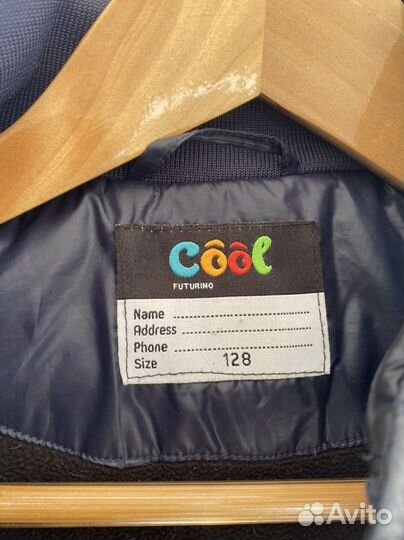 côôl
FUTURINO
Name ........................
Address ........................
Phone ........................
Size 128
Avito